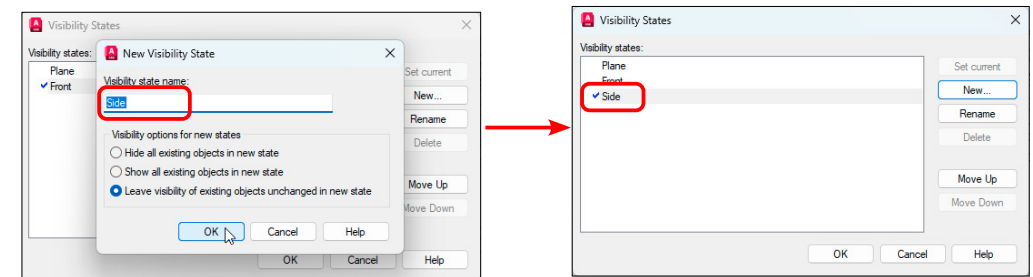 Visibility States
Visibility states:
Plane
Front
Set current
New...
Rename
Delete
Move Up
Move Down
OK
Cancel
Help
New Visibility State
Visibility state name:
Side
Visibility options for new states
Hide all existing objects in new state
Show all existing objects in new state
Leave visibility of existing objects unchanged in new state
OK
Cancel
Help
Visibility States
Visibility states:
Plane
Front
Side
Set current
New...
Rename
Delete
Move Up
Move Down
OK
Cancel
Help